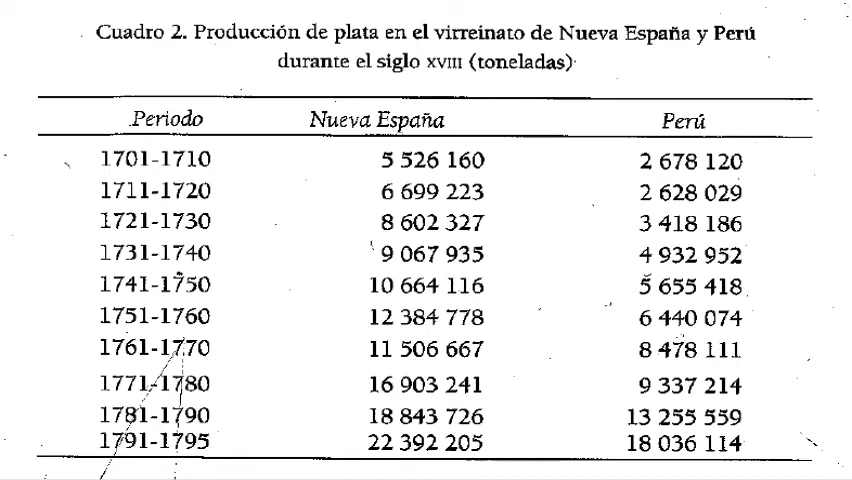 Cuadro 2. Producción de plata en el virreinato de Nueva España y Perú
durante el siglo XVIII (toneladas)
Periodo Nueva España Perú
1701-1710 5 526 160 2 678 120
1711-1720 6 699 223 2 628 029
1721-1730 8 602 327 3 418 186
1731-1740 9 067 935 4 932 952
1741-1750 10 664 116 5 655 418
1751-1760 12 384 778 6 440 074
1761-1770 11 506 667 8 478 111
1771-1780 16 903 241 9 337 214
1781-1790 18 843 726 13 255 559
1791-1795 22 392 205 18 036 114